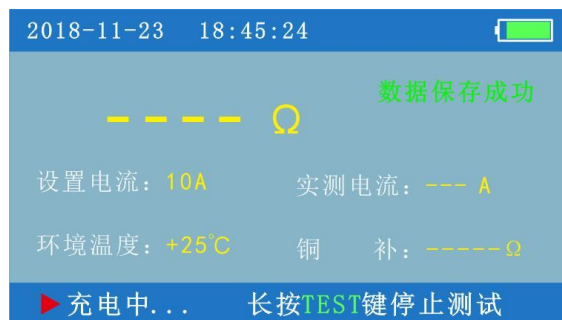 2018-11-23 18:45:24
数据保存成功
---- Ω
设置电流：10A 实测电流：--- A
环境温度：+25℃ 铜 补：-----Ω
充电中... 长按TEST键停止测试